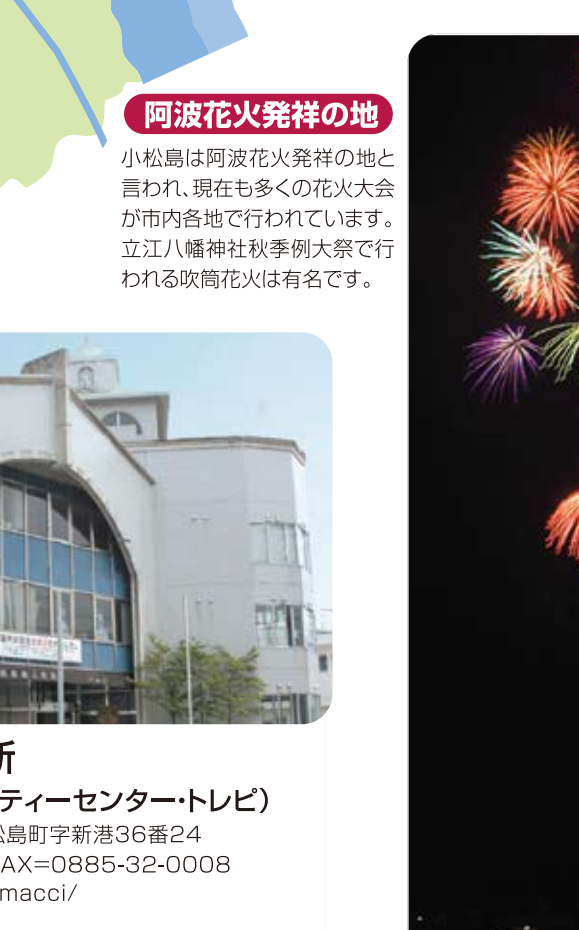 阿波花火発祥の地
小松島は阿波花火発祥の地と
言われ、現在も多くの花火大会
が市内各地で行われています。
立江八幡神社秋季例大祭で行
われる吹筒花火は有名です。
所
ティーセンター・トレピ)
松島町字新港36番24
FAX=0885-32-0008
macci/